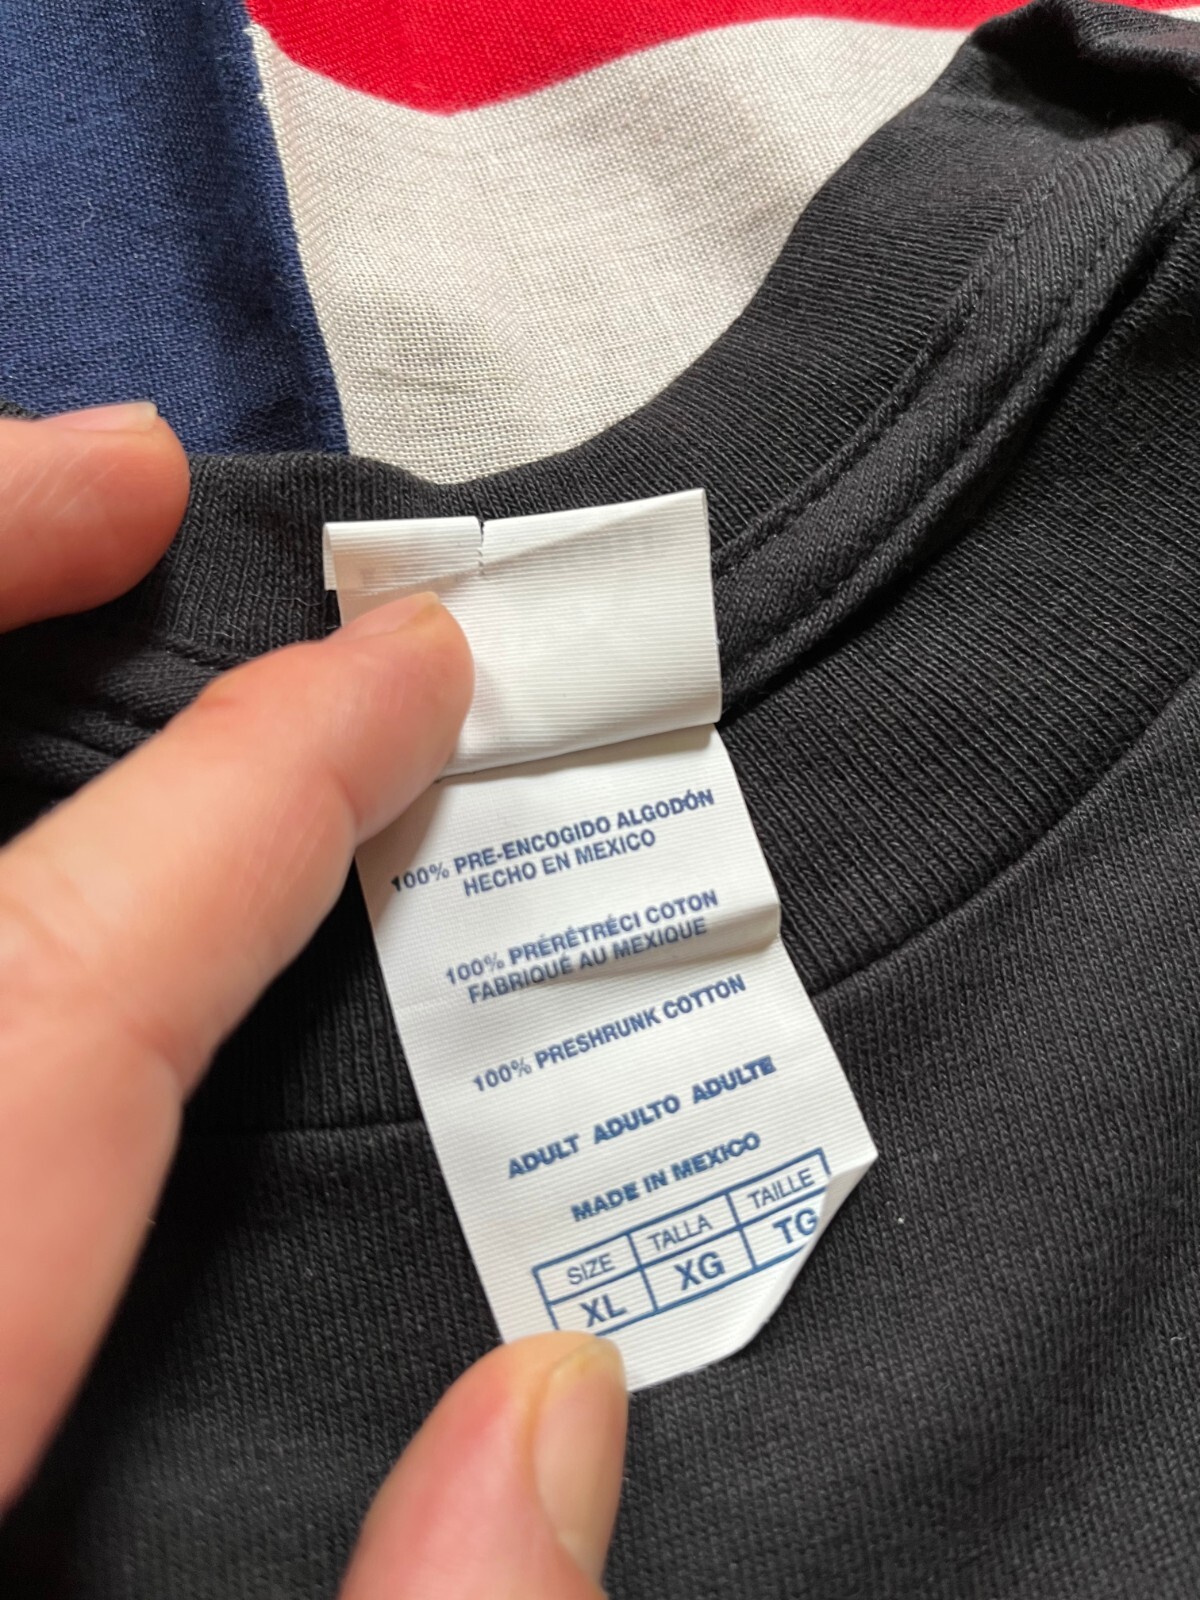 100% PRE-ENCOGIDO ALGODÓN
HECHO EN MEXICO
100% PRÉRÊTRÉCI COTON
FABRIQUÉ AU MEXIQUE
100% PRESHRUNK COTTON
ADULT ADULTO ADULTE
MADE IN MEXICO
SIZE TALLA TAILLE
XL XG TG